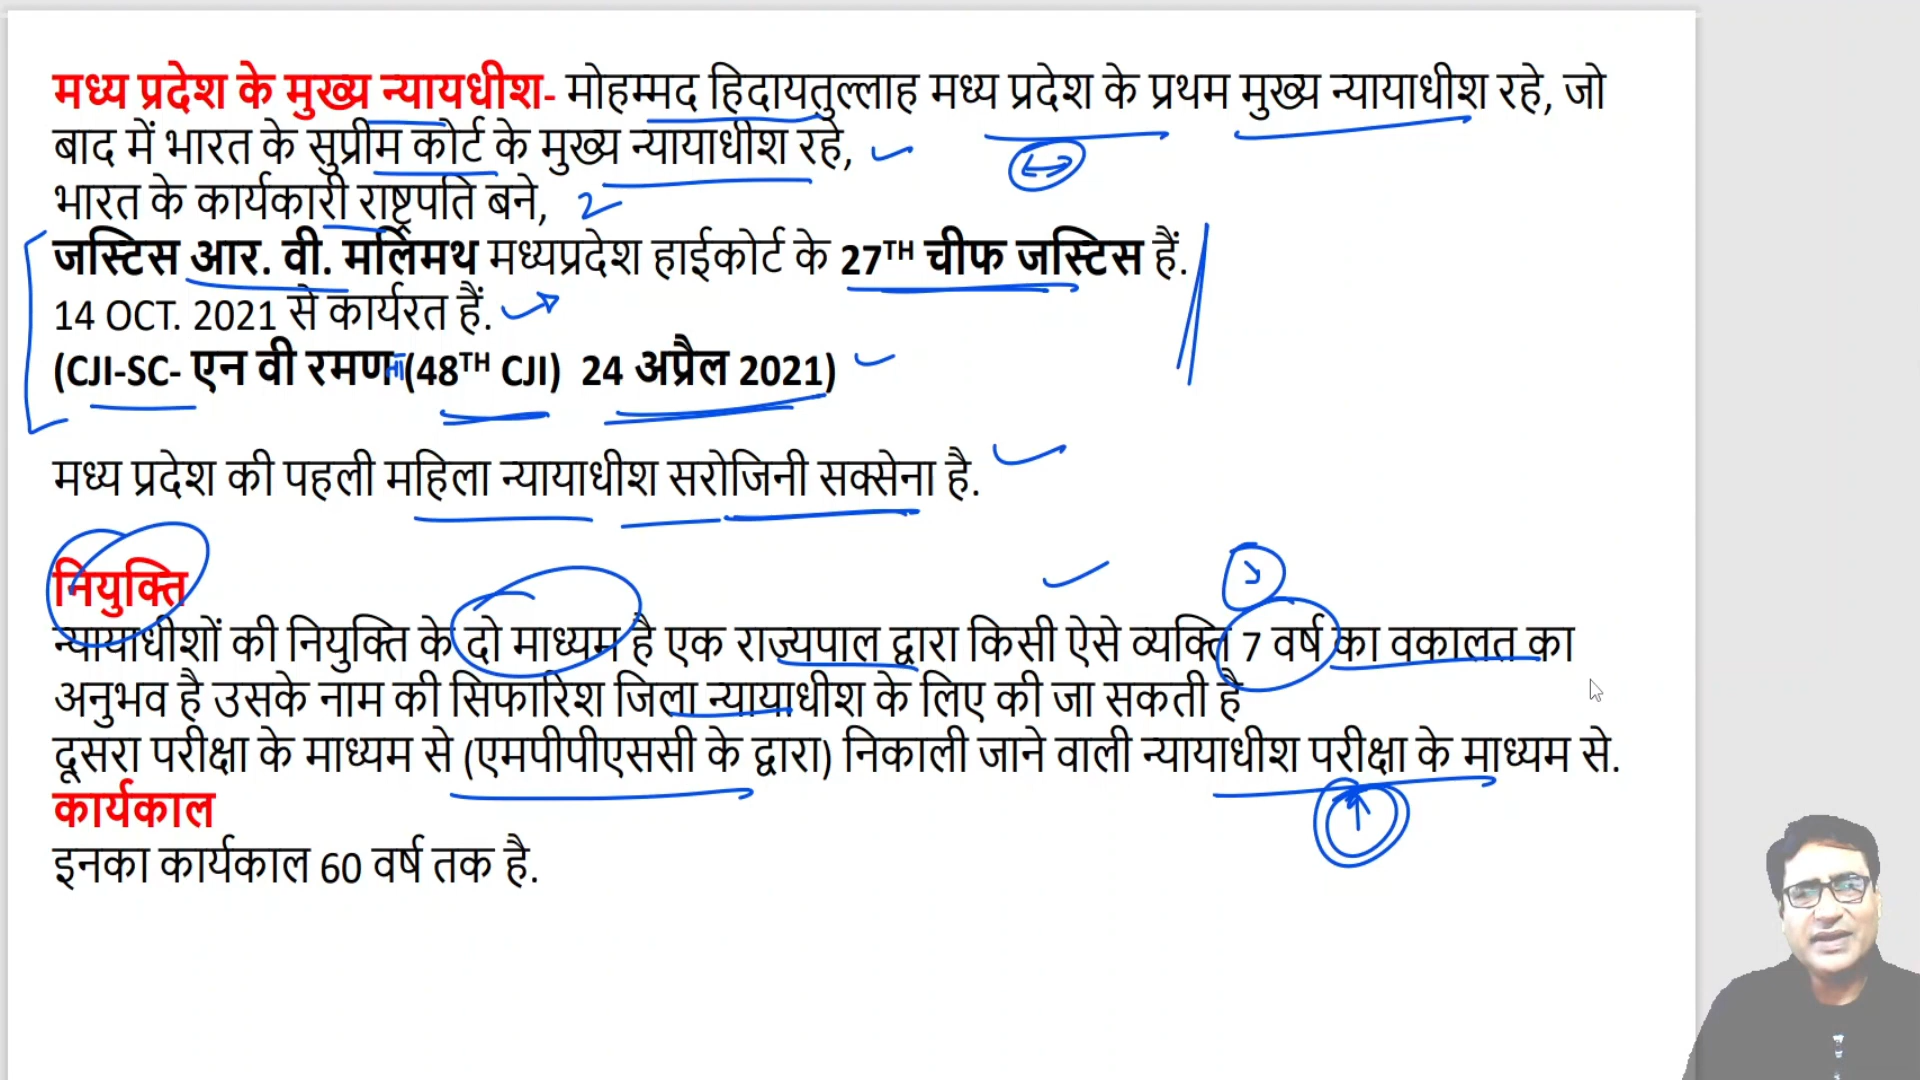 मध्य प्रदेश के मुख्य न्यायधीश- मोहम्मद हिदायतुल्लाह मध्य प्रदेश के प्रथम मुख्य न्यायाधीश रहे, जो
बाद में भारत के सुप्रीम कोर्ट के मुख्य न्यायाधीश रहे,
भारत के कार्यकारी राष्ट्रपति बने, 2
जस्टिस आर. वी. मलिमथ मध्यप्रदेश हाईकोर्ट के 27TH चीफ जस्टिस हैं.
14 OCT. 2021 से कार्यरत हैं.
(CJI-SC- एन वी रमण (48TH CJI) 24 अप्रैल 2021)
मध्य प्रदेश की पहली महिला न्यायाधीश सरोजिनी सक्सेना है.
नियुक्ति
न्यायाधीशों की नियुक्ति के दो माध्यम है एक राज्यपाल द्वारा किसी ऐसे व्यक्ति 7 वर्ष का वकालत का
अनुभव है उसके नाम की सिफारिश जिला न्यायाधीश के लिए की जा सकती है
दूसरा परीक्षा के माध्यम से (एमपीपीएससी के द्वारा) निकाली जाने वाली न्यायाधीश परीक्षा के माध्यम से.
कार्यकाल
इनका कार्यकाल 60 वर्ष तक है.